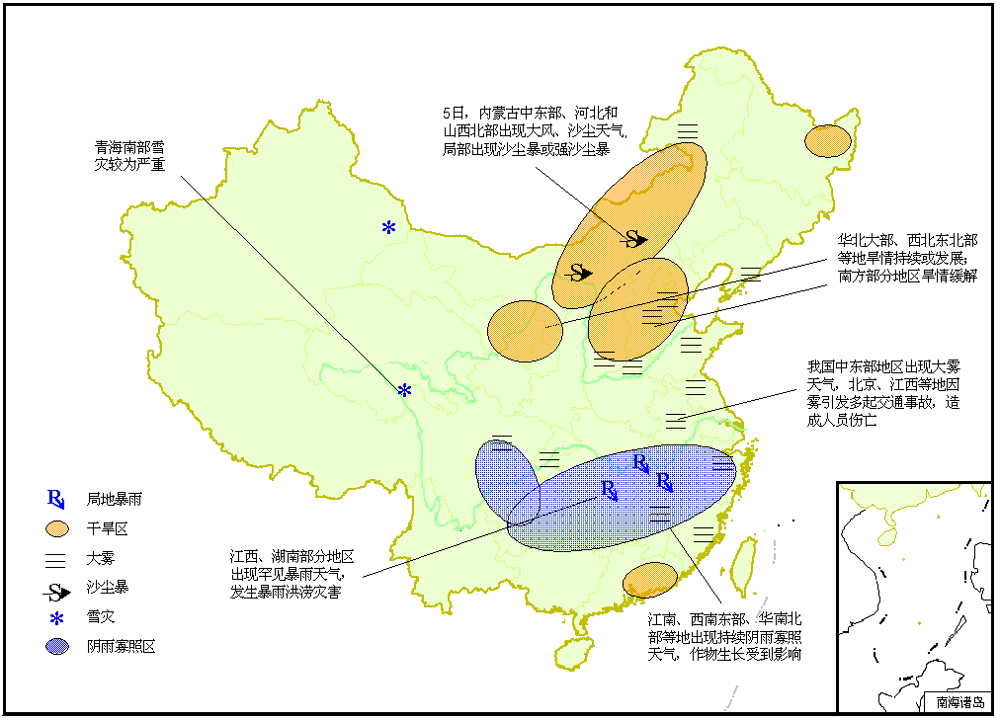 5日，内蒙古中东部、河北和
山西北部出现大风、沙尘天气，
局部出现沙尘暴或强沙尘暴
青海南部雪
灾较为严重
华北大部、西北东北部
等地旱情持续或发展；
南方部分地区旱情缓解
我国中东部地区出现大雾
天气，北京、江西等地因
雾引发多起交通事故，造
成人员伤亡
局地暴雨
干旱区
大雾
沙尘暴
雪灾
阴雨寡照区
江西、湖南部分地区
出现罕见暴雨天气，
发生暴雨洪涝灾害
江南、西南东部、华南北
部等地出现持续阴雨寡照
天气，作物生长受到影响
南海诸岛